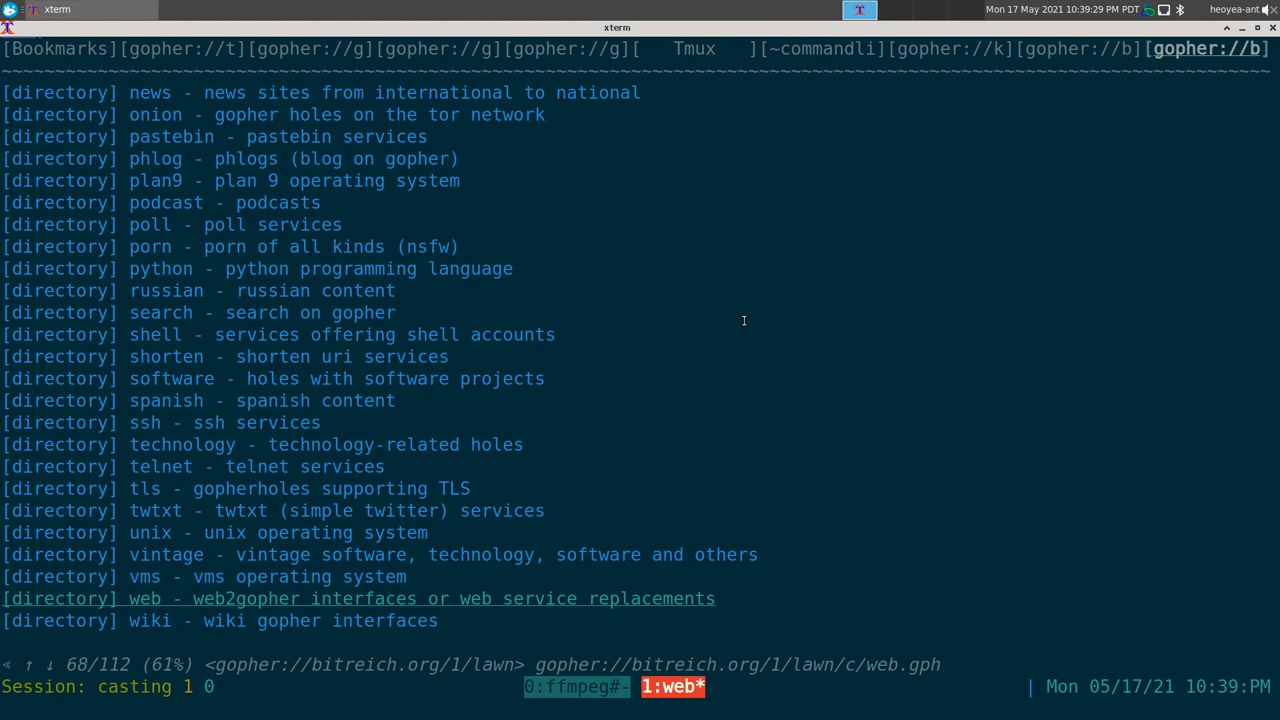 xterm
Mon 17 May 2021 10:39:29 PM PDT
heoyea-ant
xterm
[Bookmarks][gopher://t][gopher://g][gopher://g][gopher://g][   Tmux   ][~commandli][gopher://k][gopher://b][gopher://b]
~~~~~~~~~~~~~~~~~~~~~~~~~~~~~~~~~~~~~~~~~~~~~~~~~~~~~~~~~~~~~~~~~~~~~~~~~~~~~~~~~~~~~~~~~~~~~~~~~~~~~~~~~~~~~~~~~~~~~~~
[directory] news - news sites from international to national
[directory] onion - gopher holes on the tor network
[directory] pastebin - pastebin services
[directory] phlog - phlogs (blog on gopher)
[directory] plan9 - plan 9 operating system
[directory] podcast - podcasts
[directory] poll - poll services
[directory] porn - porn of all kinds (nsfw)
[directory] python - python programming language
[directory] russian - russian content
[directory] search - search on gopher
[directory] shell - services offering shell accounts
[directory] shorten - shorten uri services
[directory] software - holes with software projects
[directory] spanish - spanish content
[directory] ssh - ssh services
[directory] technology - technology-related holes
[directory] telnet - telnet services
[directory] tls - gopherholes supporting TLS
[directory] twtxt - twtxt (simple twitter) services
[directory] unix - unix operating system
[directory] vintage - vintage software, technology, software and others
[directory] vms - vms operating system
[directory] web - web2gopher interfaces or web service replacements
[directory] wiki - wiki gopher interfaces
⋖ ↑ ↓ 68/112 (61%) <gopher://bitreich.org/1/lawn> gopher://bitreich.org/1/lawn/c/web.gph
Session: casting 1 0 0:ffmpeg#- 1:web* | Mon 05/17/21 10:39:PM